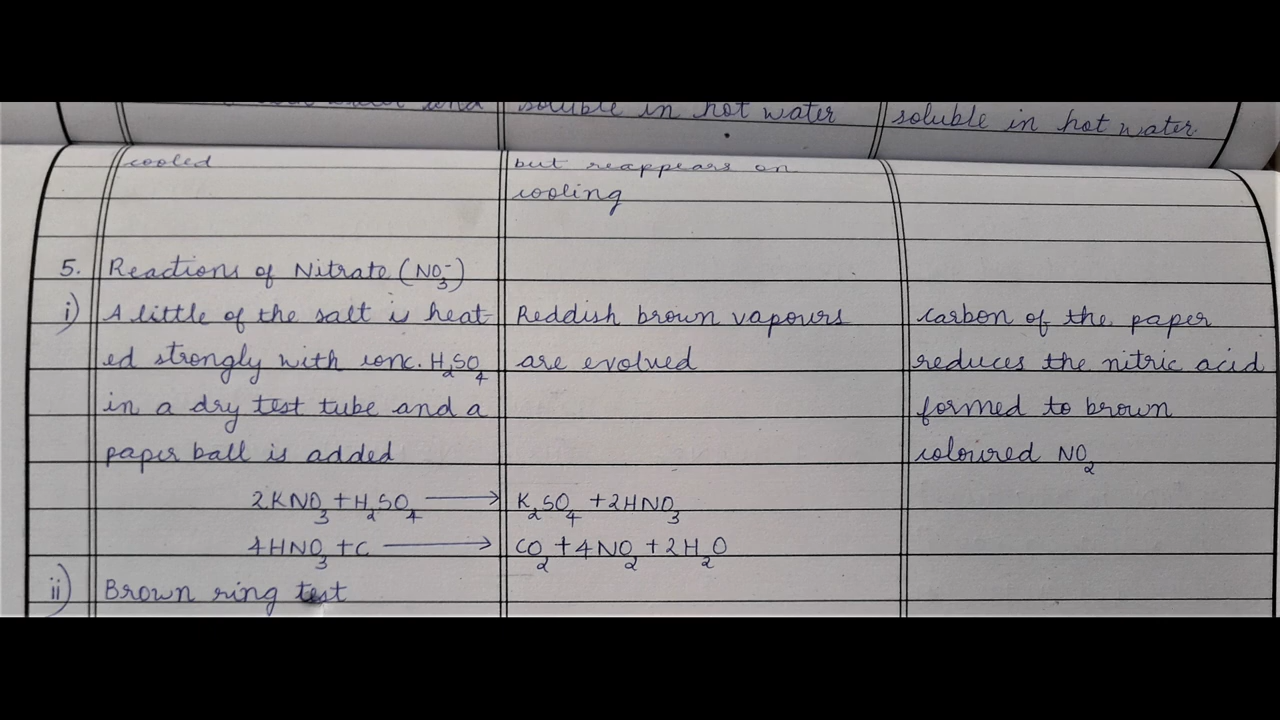 soluble in hot water
soluble in hot water
cooled
but reappears on
cooling
5. Reactions of Nitrate (NO₃⁻)
i) A little of the salt is heat
ed strongly with conc. H₂SO₄
in a dry test tube and a
paper ball is added
Reddish brown vapours
are evolved
carbon of the paper
reduces the nitric acid
formed to brown
coloured NO₂
2KNO₃ + H₂SO₄ ⟶ K₂SO₄ + 2HNO₃
4HNO₃ + C ⟶ CO₂ + 4NO₂ + 2H₂O
ii) Brown ring test